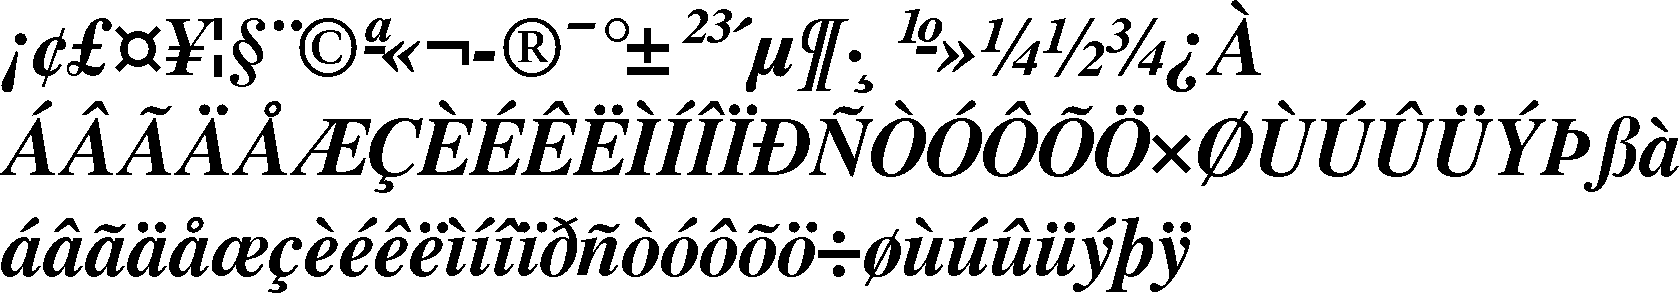 ¡¢£¤¥¦§¨©ª«¬-®¯°±²³´µ¶·¸¹º»¼½¾¿À
ÁÂÃÄÅÆÇÈÉÊËÌÍÎÏÐÑÒÓÔÕÖ×ØÙÚÛÜÝÞßà
áâãäåæçèéêëìíîïðñòóôõö÷øùúûüýþÿ